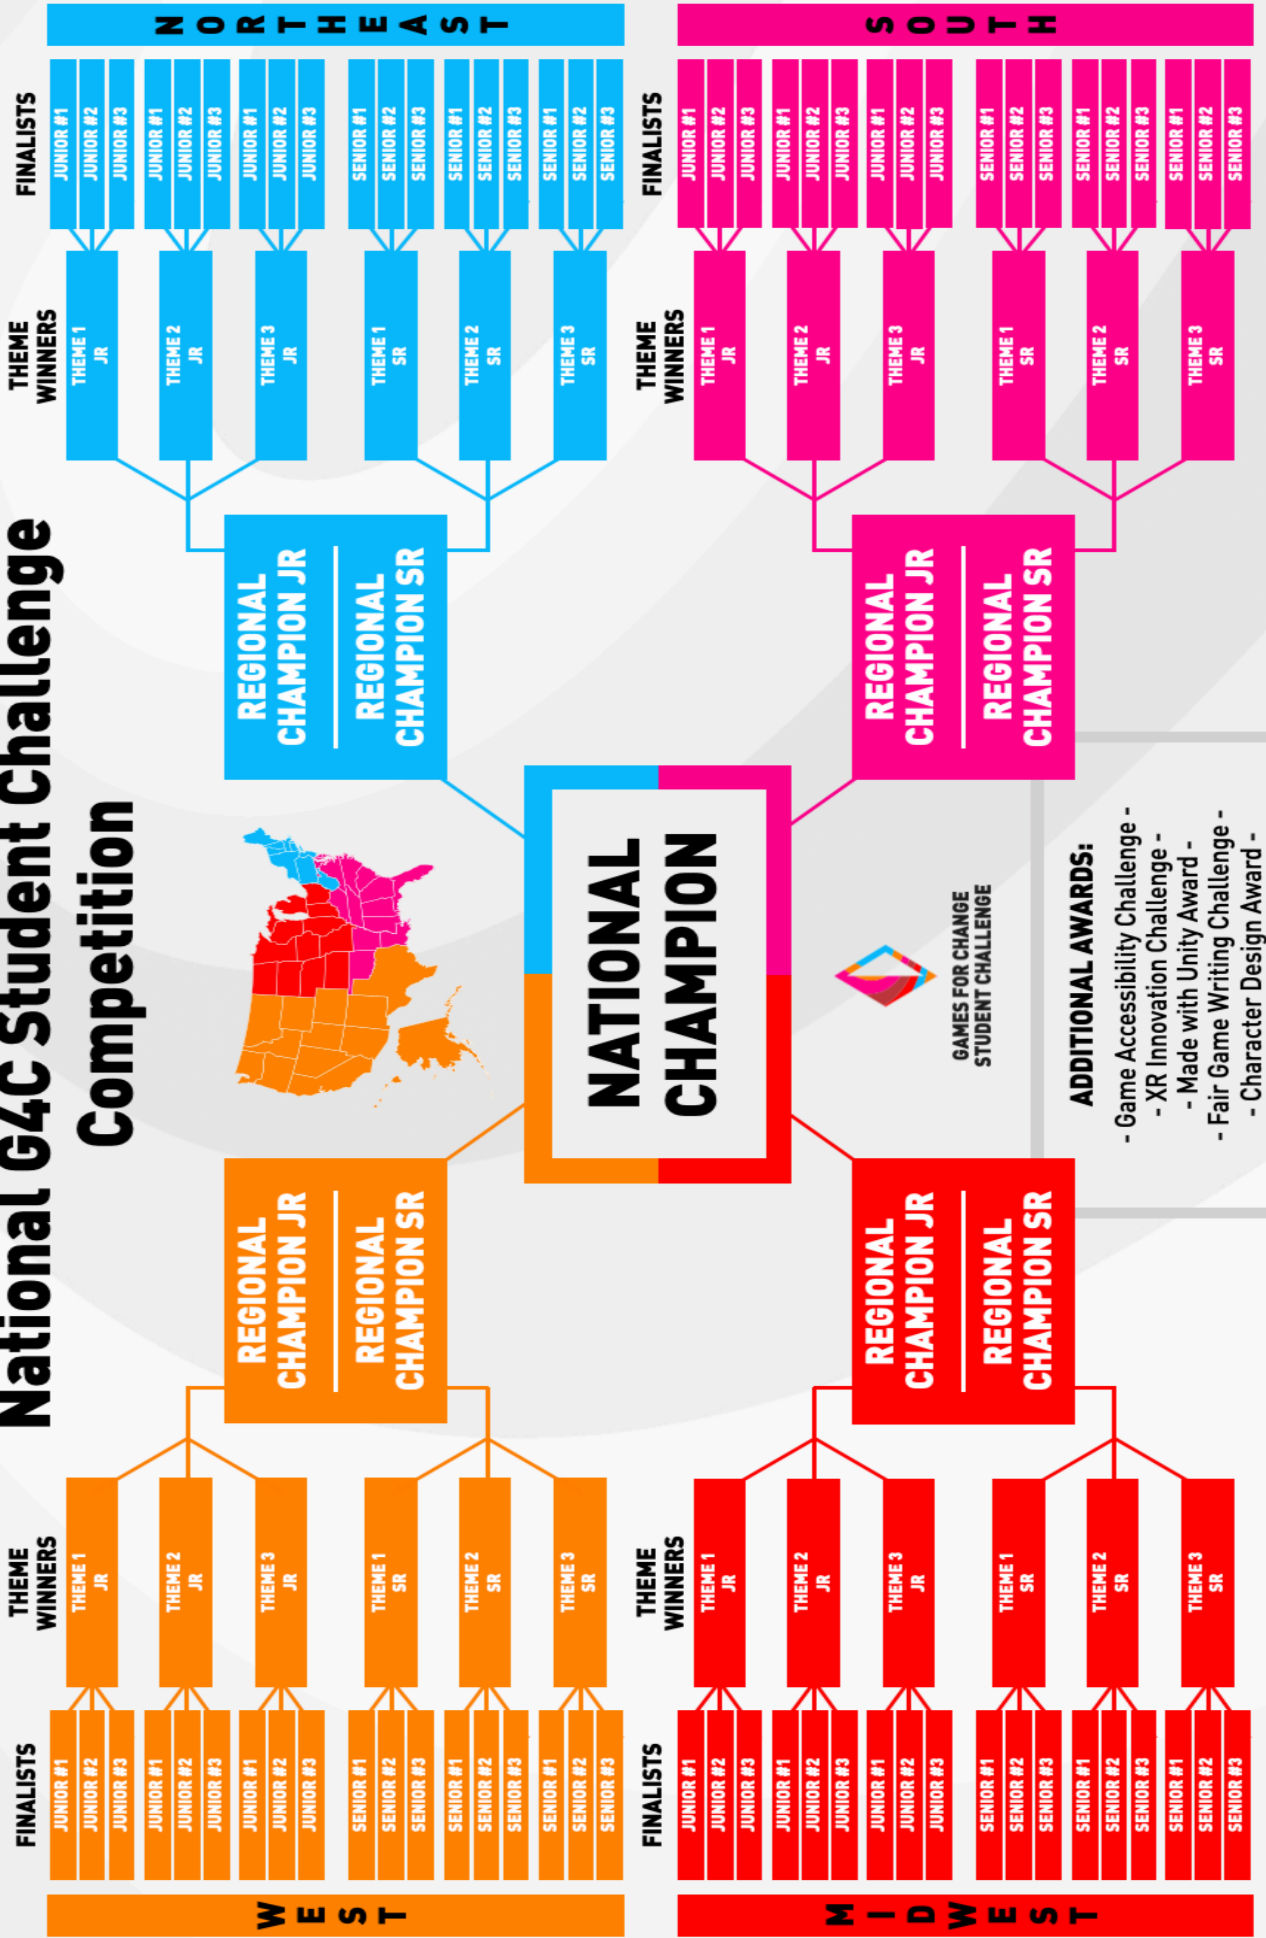 National G4C Student Challenge
Competition
WEST
FINALISTS
JUNIOR #1
JUNIOR #2
JUNIOR #3
JUNIOR #1
JUNIOR #2
JUNIOR #3
JUNIOR #1
JUNIOR #2
JUNIOR #3
SENIOR #1
SENIOR #2
SENIOR #3
SENIOR #1
SENIOR #2
SENIOR #3
SENIOR #1
SENIOR #2
SENIOR #3
THEME
WINNERS
THEME 1
JR
THEME 2
JR
THEME 3
JR
THEME 1
SR
THEME 2
SR
THEME 3
SR
REGIONAL
CHAMPION JR
REGIONAL
CHAMPION SR
REGIONAL
CHAMPION JR
REGIONAL
CHAMPION SR
THEME
WINNERS
THEME 1
JR
THEME 2
JR
THEME 3
JR
THEME 1
SR
THEME 2
SR
THEME 3
SR
FINALISTS
JUNIOR #1
JUNIOR #2
JUNIOR #3
JUNIOR #1
JUNIOR #2
JUNIOR #3
JUNIOR #1
JUNIOR #2
JUNIOR #3
SENIOR #1
SENIOR #2
SENIOR #3
SENIOR #1
SENIOR #2
SENIOR #3
SENIOR #1
SENIOR #2
SENIOR #3
NORTHEAST
NATIONAL
CHAMPION
MIDWEST
FINALISTS
JUNIOR #1
JUNIOR #2
JUNIOR #3
JUNIOR #1
JUNIOR #2
JUNIOR #3
JUNIOR #1
JUNIOR #2
JUNIOR #3
SENIOR #1
SENIOR #2
SENIOR #3
SENIOR #1
SENIOR #2
SENIOR #3
SENIOR #1
SENIOR #2
SENIOR #3
THEME
WINNERS
THEME 1
JR
THEME 2
JR
THEME 3
JR
THEME 1
SR
THEME 2
SR
THEME 3
SR
REGIONAL
CHAMPION JR
REGIONAL
CHAMPION SR
GAMES FOR CHANGE
STUDENT CHALLENGE
ADDITIONAL AWARDS:
- Game Accessibility Challenge -
- XR Innovation Challenge -
- Made with Unity Award -
- Fair Game Writing Challenge -
- Character Design Award -
REGIONAL
CHAMPION JR
REGIONAL
CHAMPION SR
THEME
WINNERS
THEME 1
JR
THEME 2
JR
THEME 3
JR
THEME 1
SR
THEME 2
SR
THEME 3
SR
FINALISTS
JUNIOR #1
JUNIOR #2
JUNIOR #3
JUNIOR #1
JUNIOR #2
JUNIOR #3
JUNIOR #1
JUNIOR #2
JUNIOR #3
SENIOR #1
SENIOR #2
SENIOR #3
SENIOR #1
SENIOR #2
SENIOR #3
SENIOR #1
SENIOR #2
SENIOR #3
SOUTH